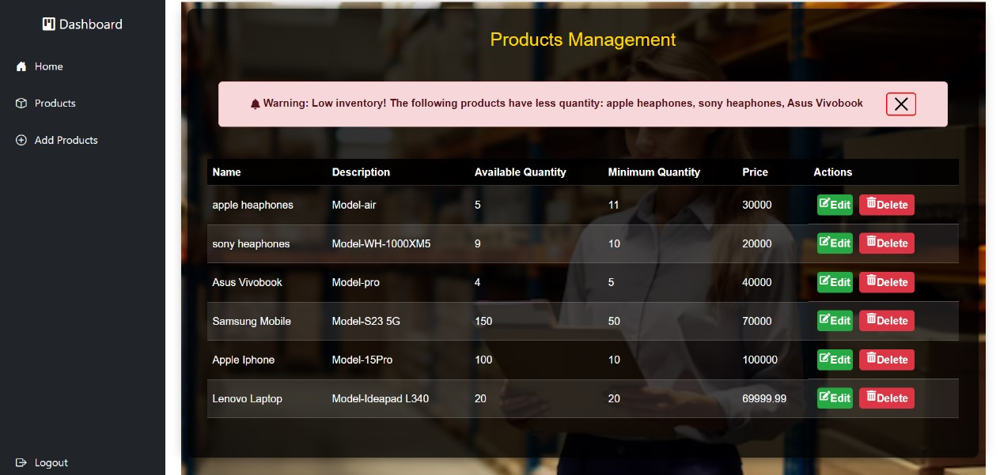 Dashboard
Home
Products
Add Products
Logout
Products Management
Warning: Low inventory! The following products have less quantity: apple heaphones, sony heaphones, Asus Vivobook
Name Description Available Quantity Minimum Quantity Price Actions
apple heaphones Model-air 5 11 30000 Edit Delete
sony heaphones Model-WH-1000XM5 9 10 20000 Edit Delete
Asus Vivobook Model-pro 4 5 40000 Edit Delete
Samsung Mobile Model-S23 5G 150 50 70000 Edit Delete
Apple Iphone Model-15Pro 100 10 100000 Edit Delete
Lenovo Laptop Model-Ideapad L340 20 20 69999.99 Edit Delete